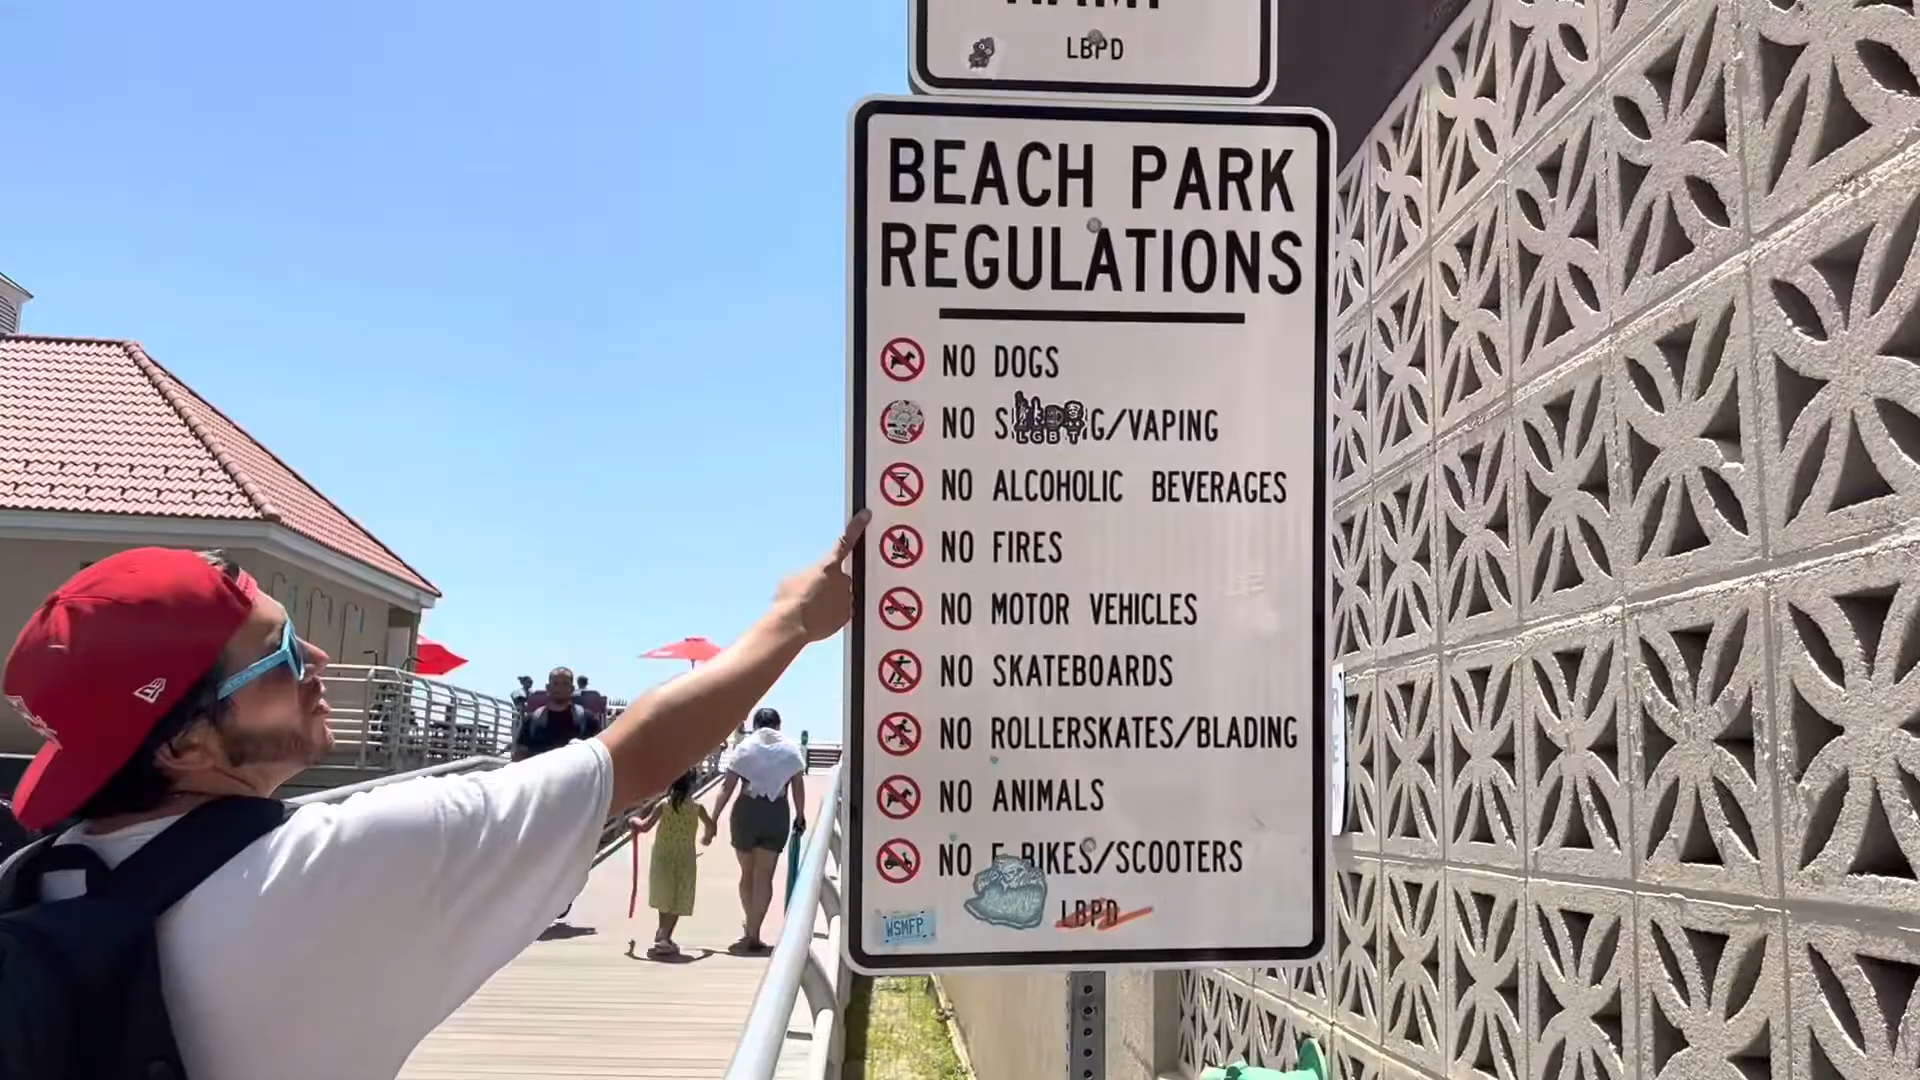 LBPD
BEACH PARK
REGULATIONS
NO DOGS
NO S G/VAPING
LGBT
NO ALCOHOLIC BEVERAGES
NO FIRES
NO MOTOR VEHICLES
NO SKATEBOARDS
NO ROLLERSKATES/BLADING
NO ANIMALS
NO E-BIKES/SCOOTERS
LBPD
WSMFP